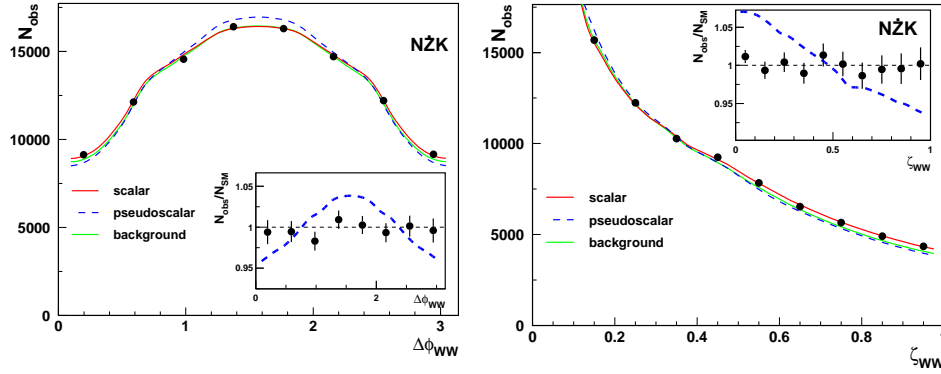 N_obs
15000
10000
5000
0
0
1
2
3
Δϕ_WW
NŻK
scalar
pseudoscalar
background
N_obs/N_SM
1.05
1
0.95
0
2
Δϕ_WW
N_obs
15000
10000
5000
0
0.2
0.4
0.6
0.8
1
ζ_WW
scalar
pseudoscalar
background
N_obs/N_SM
NŻK
1.05
1
0.95
0
0.5
1
ζ_WW